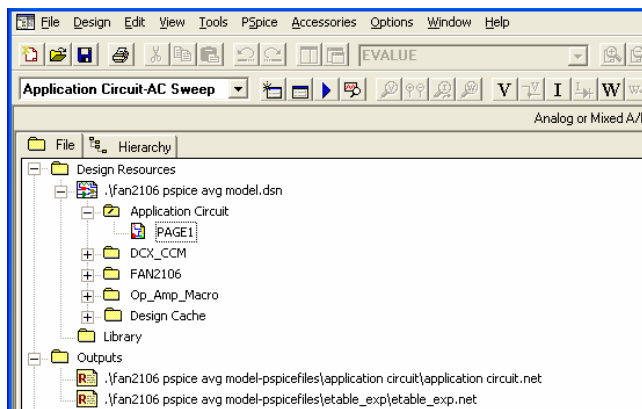 File Design Edit View Tools PSpice Accessories Options Window Help
EVALUE
Application Circuit-AC Sweep V V I I W W
Analog or Mixed A/
File Hierarchy
Design Resources
.\fan2106 pspice avg model.dsn
Application Circuit
PAGE1
DCX_CCM
FAN2106
Op_Amp_Macro
Design Cache
Library
Outputs
.\fan2106 pspice avg model-pspicefiles\application circuit\application circuit.net
.\fan2106 pspice avg model-pspicefiles\etable_exp\etable_exp.net